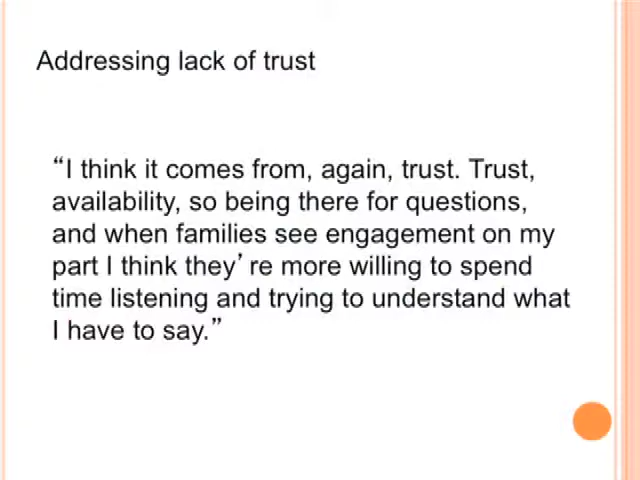 Addressing lack of trust
“I think it comes from, again, trust. Trust,
availability, so being there for questions,
and when families see engagement on my
part I think they’re more willing to spend
time listening and trying to understand what
I have to say.”